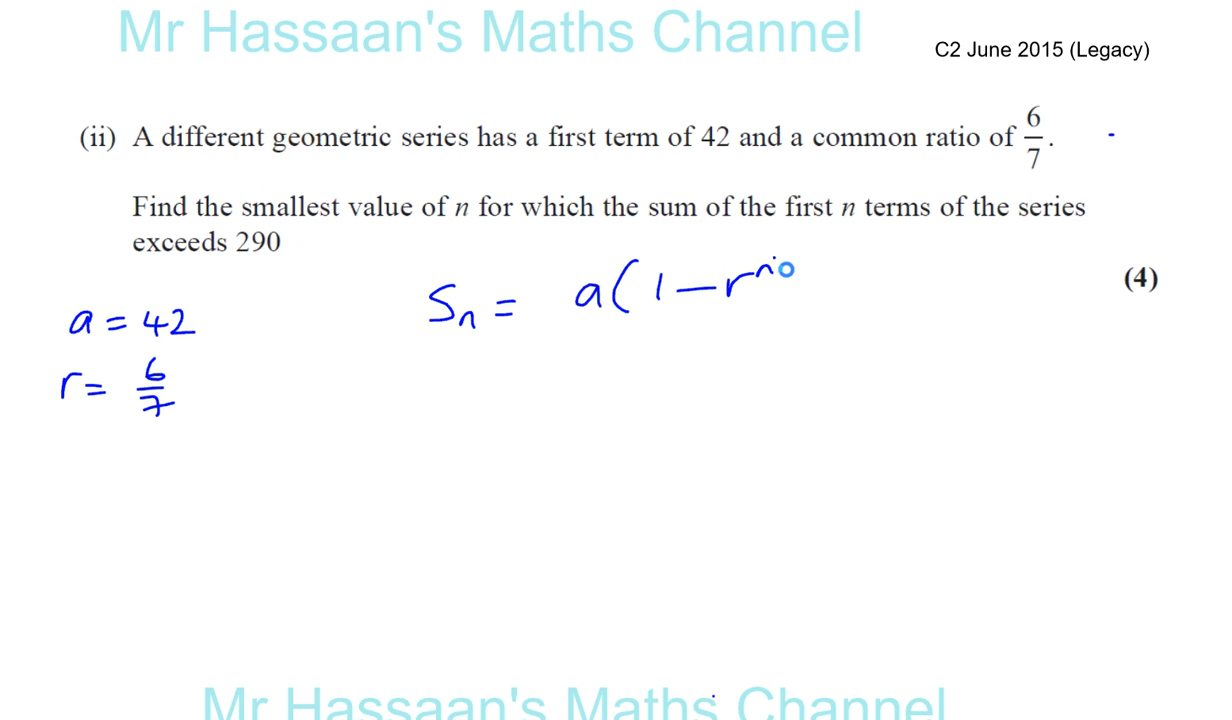 Mr Hassaan's Maths Channel
C2 June 2015 (Legacy)
(ii) A different geometric series has a first term of 42 and a common ratio of 6/7.
Find the smallest value of n for which the sum of the first n terms of the series
exceeds 290
(4)
Sn = a(1-r^n
a = 42
r = 6/7
Mr Hassaan's Maths Channel